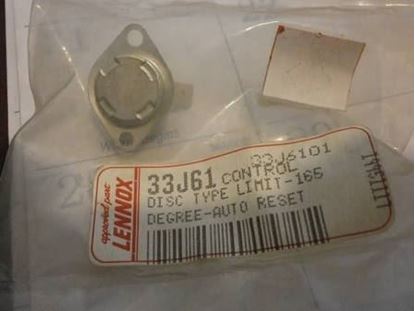 approved part
LENNOX
33J6101
33J61 CONTROL
DISC TYPE LIMIT-165
DEGREE-AUTO RESET